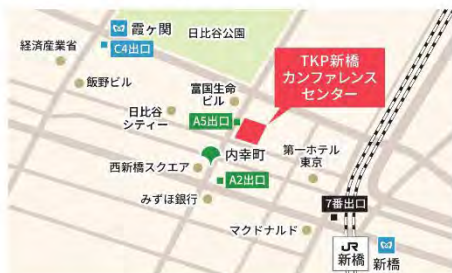 霞ヶ関
C4出口
日比谷公園
経済産業省
飯野ビル
富国生命
ビル
TKP新橋
カンファレンス
センター
日比谷
シティー
A5出口
内幸町
第一ホテル
東京
西新橋スクエア
A2出口
みずほ銀行
7番出口
マクドナルド
JR
新橋
新橋